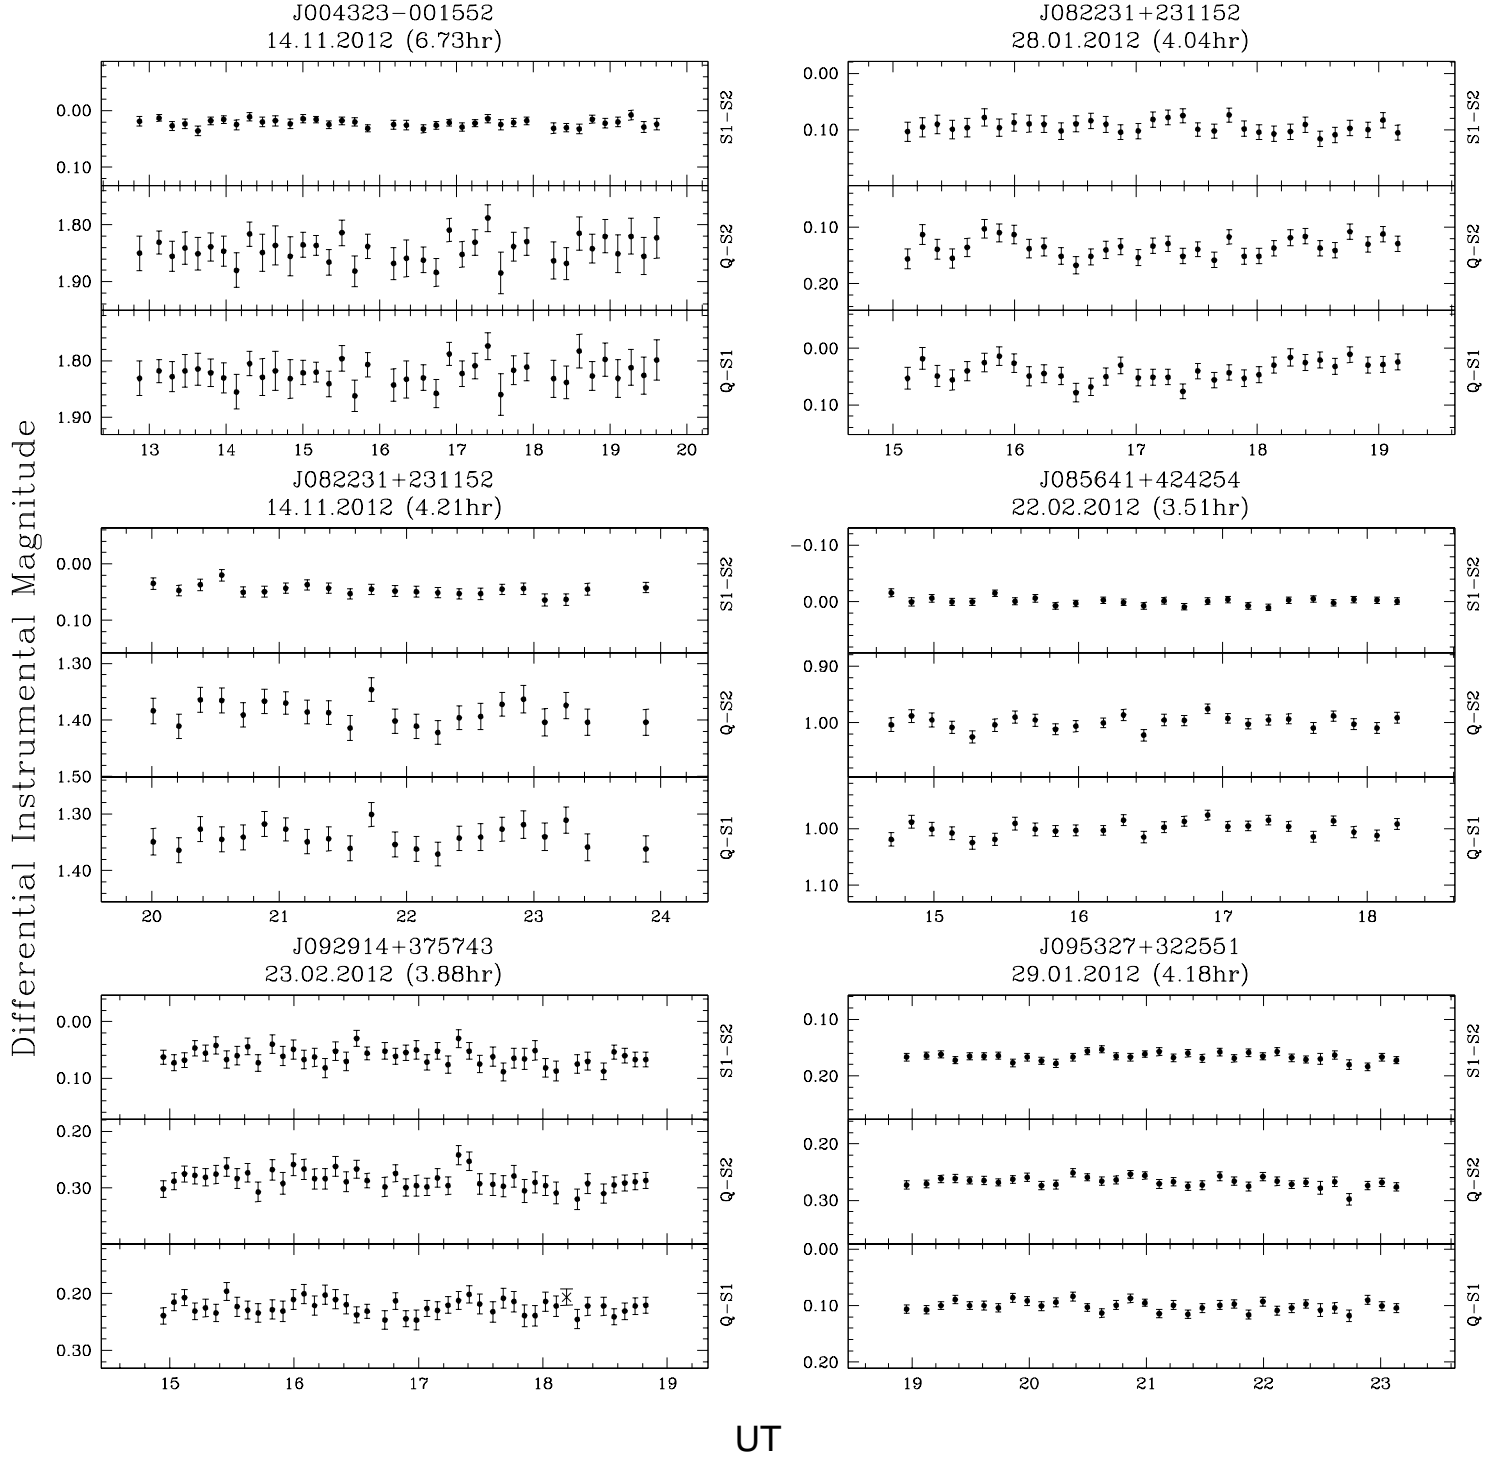 Differential Instrumental Magnitude
J004323−001552
14.11.2012 (6.73hr)
0.00
0.10
S1−S2
1.80
1.90
Q−S2
1.80
1.90
Q−S1
13 14 15 16 17 18 19 20
J082231+231152
28.01.2012 (4.04hr)
0.00
0.10
S1−S2
0.10
0.20
Q−S2
0.00
0.10
Q−S1
15 16 17 18 19
J082231+231152
14.11.2012 (4.21hr)
0.00
0.10
S1−S2
1.30
1.40
1.50
Q−S2
1.30
1.40
Q−S1
20 21 22 23 24
J085641+424254
22.02.2012 (3.51hr)
−0.10
0.00
S1−S2
0.90
1.00
Q−S2
1.00
1.10
Q−S1
15 16 17 18
J092914+375743
23.02.2012 (3.88hr)
0.00
0.10
S1−S2
0.20
0.30
Q−S2
0.20
0.30
Q−S1
15 16 17 18 19
J095327+322551
29.01.2012 (4.18hr)
0.10
0.20
S1−S2
0.20
0.30
Q−S2
0.00
0.10
0.20
Q−S1
19 20 21 22 23
UT